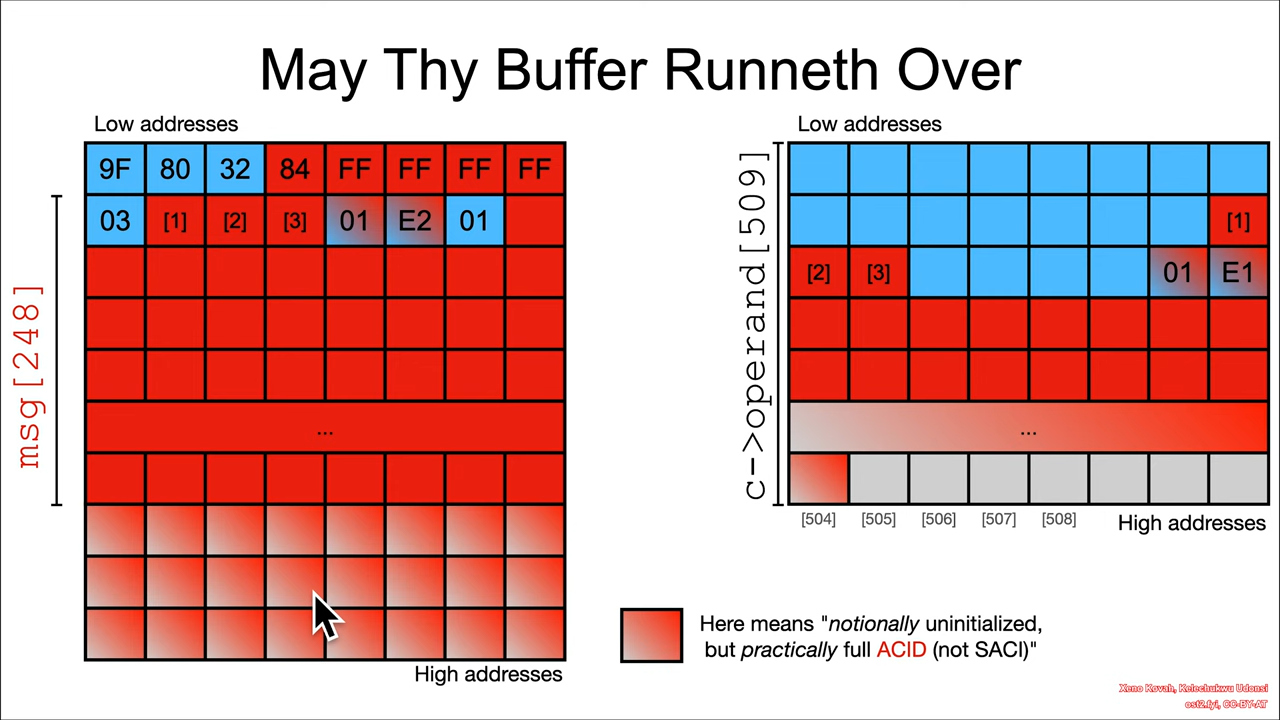 May Thy Buffer Runneth Over
Low addresses
9F 80 32 84 FF FF FF FF
03 [1] [2] [3] 01 E2 01
...
msg[248]
High addresses
Low addresses
[1]
[2] [3] 01 E1
...
c->operand[509]
[504] [505] [506] [507] [508]
High addresses
Here means "notionally uninitialized,
but practically full ACID (not SACI)"
Xeno Kovah, Kelechukwu Udonsi
ost2.fyi, CC-BY-AT